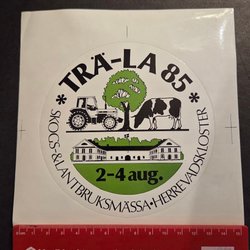 * TRÄ-LA 85 *
2-4 aug.
SKOGS-&LANTBRUKSMÄSSA·HERREVADSKLOSTER